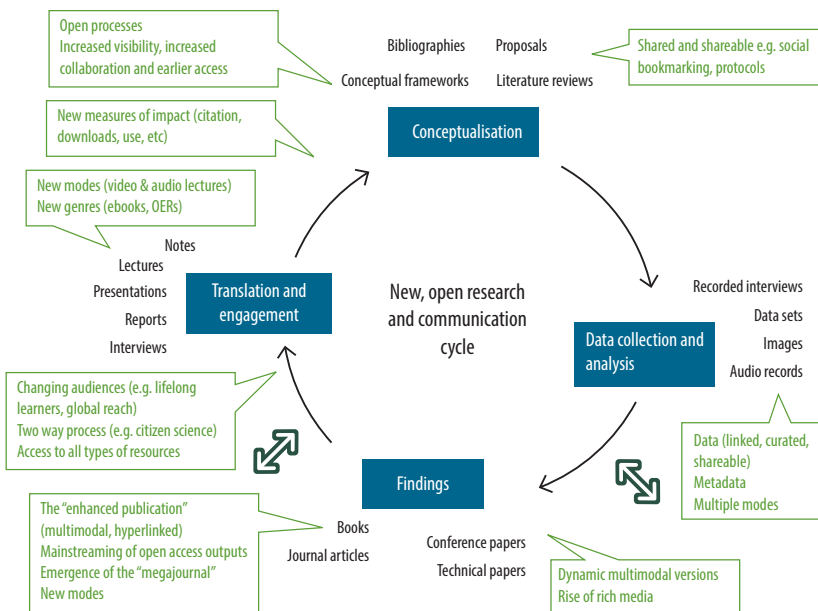 Open processes
Increased visibility, increased
collaboration and earlier access
Bibliographies
Proposals
Conceptual frameworks
Literature reviews
Shared and shareable e.g. social
bookmarking, protocols
New measures of impact (citation,
downloads, use, etc)
Conceptualisation
New modes (video & audio lectures)
New genres (ebooks, OERs)
Notes
Lectures
Presentations
Reports
Interviews
Translation and
engagement
New, open research
and communication
cycle
Recorded interviews
Data sets
Images
Audio records
Data collection and
analysis
Changing audiences (e.g. lifelong
learners, global reach)
Two way process (e.g. citizen science)
Access to all types of resources
Data (linked, curated,
shareable)
Metadata
Multiple modes
Findings
The “enhanced publication”
(multimodal, hyperlinked)
Mainstreaming of open access outputs
Emergence of the “megajournal”
New modes
Books
Journal articles
Conference papers
Technical papers
Dynamic multimodal versions
Rise of rich media